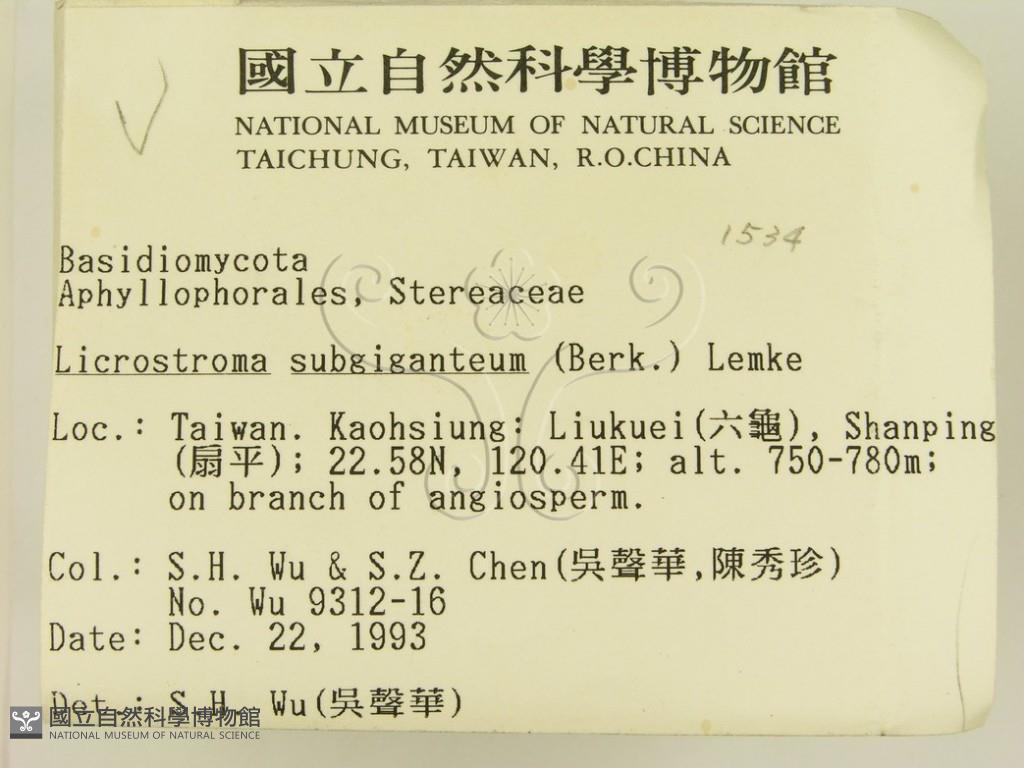 國立自然科學博物館
NATIONAL MUSEUM OF NATURAL SCIENCE
TAICHUNG, TAIWAN, R.O.CHINA
1534
Basidiomycota
Aphyllophorales, Stereaceae
Licrostroma subgiganteum (Berk.) Lemke
Loc.: Taiwan. Kaohsiung: Liukuei(六龜), Shanping
(扇平); 22.58N, 120.41E; alt. 750-780m;
on branch of angiosperm.
Col.: S.H. Wu & S.Z. Chen(吳聲華,陳秀珍)
No. Wu 9312-16
Date: Dec. 22, 1993
Det.: S.H. Wu(吳聲華)
國立自然科學博物館
NATIONAL MUSEUM OF NATURAL SCIENCE